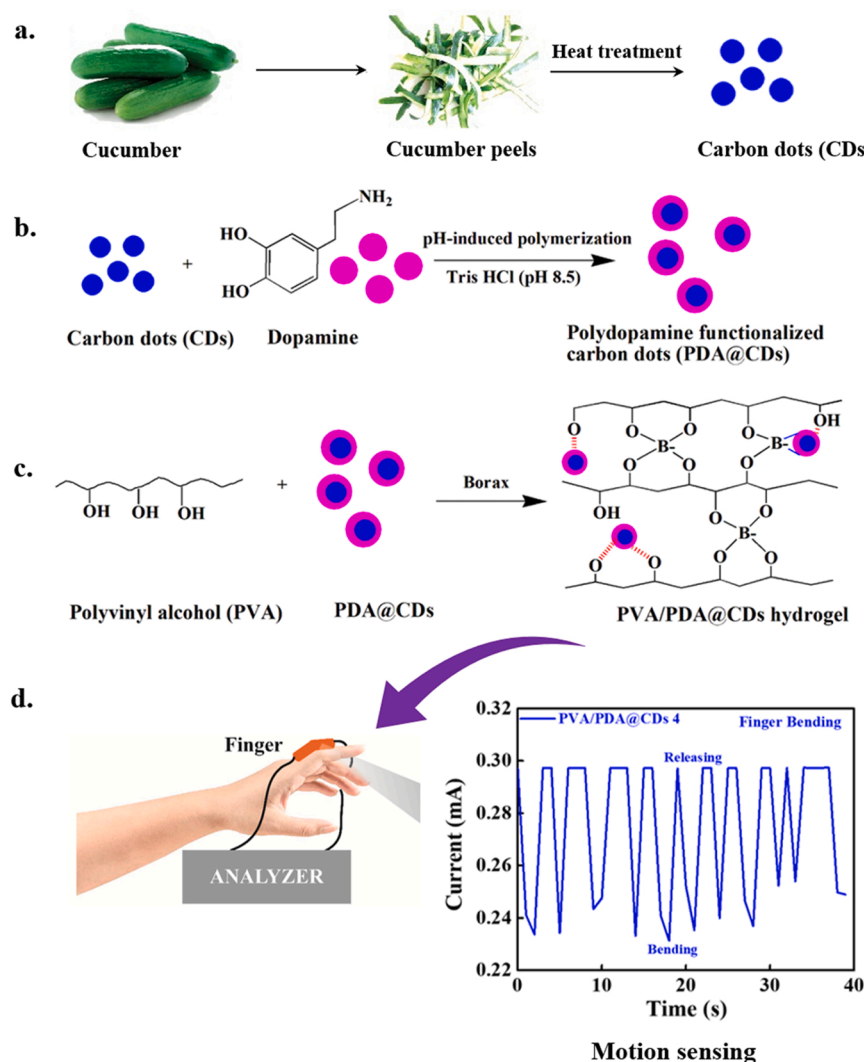 a.
Heat treatment
Cucumber
Cucumber peels
Carbon dots (CDs
b.
NH2
HO
HO
+
pH-induced polymerization
Tris HCl (pH 8.5)
Carbon dots (CDs)
Dopamine
Polydopamine functionalized
carbon dots (PDA@CDs)
c.
OH OH OH
+
Borax
O O O O O OH
B- B-
O O O O
OH O O
B-
O O O O
Polyvinyl alcohol (PVA)
PDA@CDs
PVA/PDA@CDs hydrogel
d.
Finger
ANALYZER
PVA/PDA@CDs 4
Finger Bending
Releasing
Bending
Current (mA)
0.32
0.30
0.28
0.26
0.24
0.22
0 10 20 30 40
Time (s)
Motion sensing